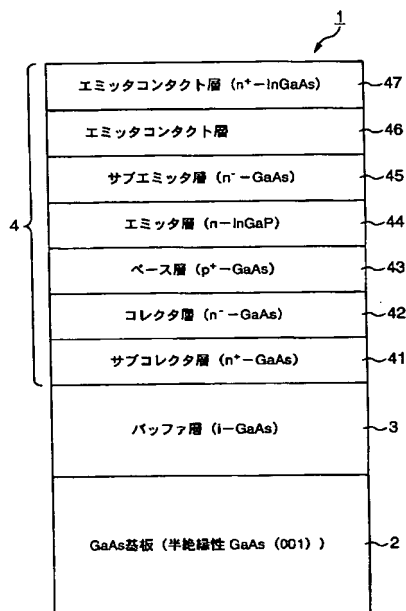 1
エミッタコンタクト層 (n⁺−InGaAs) 47
エミッタコンタクト層 46
サブエミッタ層 (n⁻−GaAs) 45
4
エミッタ層 (n−InGaP) 44
ベース層 (p⁺−GaAs) 43
コレクタ層 (n⁻−GaAs) 42
サブコレクタ層 (n⁺−GaAs) 41
バッファ層 (i−GaAs) 3
GaAs基板 (半絶縁性 GaAs (001) ) 2